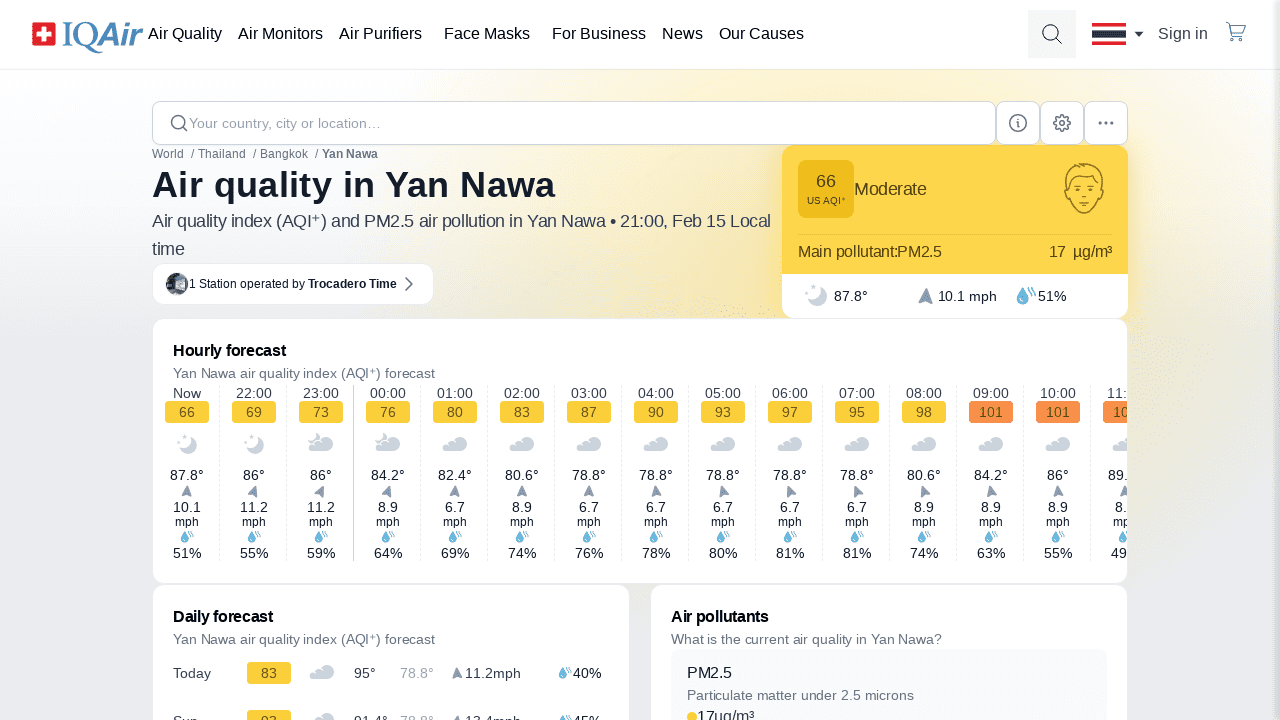 IQAir Air Quality Air Monitors Air Purifiers Face Masks For Business News Our Causes Sign in
Your country, city or location…
World / Thailand / Bangkok / Yan Nawa
Air quality in Yan Nawa
Air quality index (AQI⁺) and PM2.5 air pollution in Yan Nawa • 21:00, Feb 15 Local
time
1 Station operated by Trocadero Time
66
US AQI⁺
Moderate
Main pollutant: PM2.5 17 µg/m³
87.8° 10.1 mph 51%
Hourly forecast
Yan Nawa air quality index (AQI⁺) forecast
Now 22:00 23:00 00:00 01:00 02:00 03:00 04:00 05:00 06:00 07:00 08:00 09:00 10:00
66 69 73 76 80 83 87 90 93 97 95 98 101 101
87.8° 86° 86° 84.2° 82.4° 80.6° 78.8° 78.8° 78.8° 78.8° 78.8° 80.6° 84.2° 86°
10.1 11.2 11.2 8.9 6.7 8.9 6.7 6.7 6.7 6.7 6.7 8.9 8.9 8.9
mph mph mph mph mph mph mph mph mph mph mph mph mph mph
51% 55% 59% 64% 69% 74% 76% 78% 80% 81% 81% 74% 63% 55%
Daily forecast
Yan Nawa air quality index (AQI⁺) forecast
Today 83 95° 78.8° 11.2mph 40%
Sun 93 91.4° 78.8° 13.4mph 45%
Air pollutants
What is the current air quality in Yan Nawa?
PM2.5
Particulate matter under 2.5 microns
17µg/m³